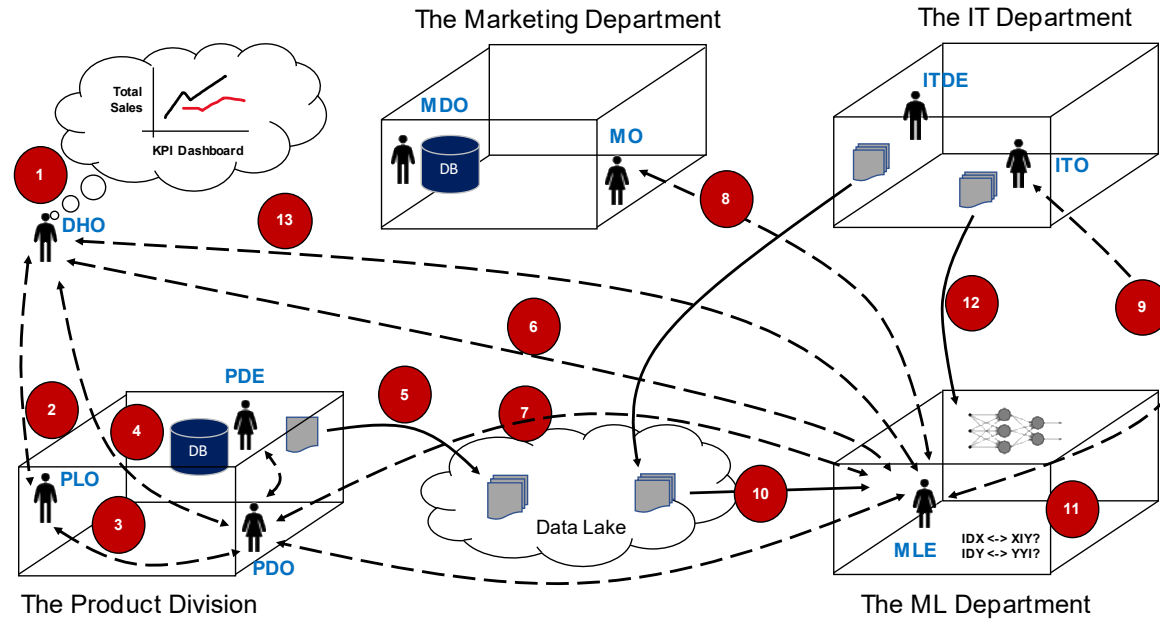 The Marketing Department
The IT Department
Total
Sales
KPI Dashboard
MDO
DB
MO
ITDE
ITO
1
DHO
13
8
12
9
6
2
PDE
5
7
4
DB
PLO
3
PDO
Data Lake
10
11
MLE
IDX <-> XIY?
IDY <-> YYI?
The Product Division
The ML Department